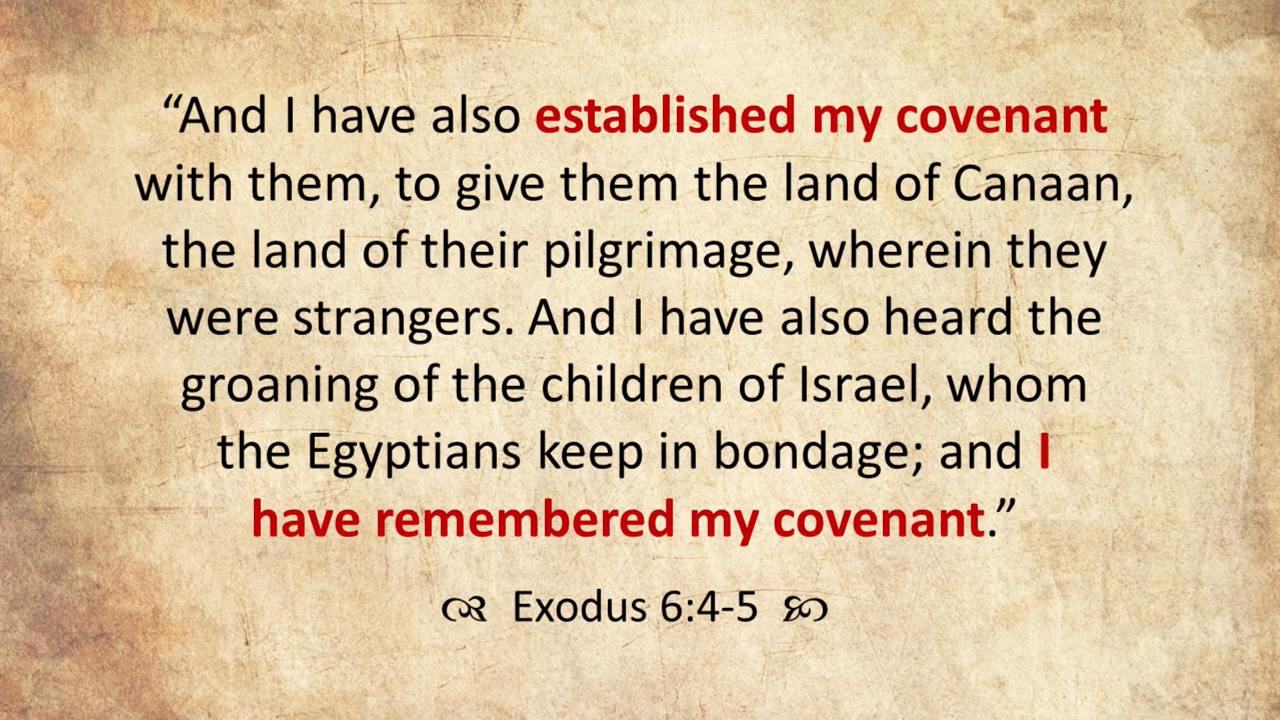 “And I have also established my covenant
with them, to give them the land of Canaan,
the land of their pilgrimage, wherein they
were strangers. And I have also heard the
groaning of the children of Israel, whom
the Egyptians keep in bondage; and I
have remembered my covenant.”
Exodus 6:4-5